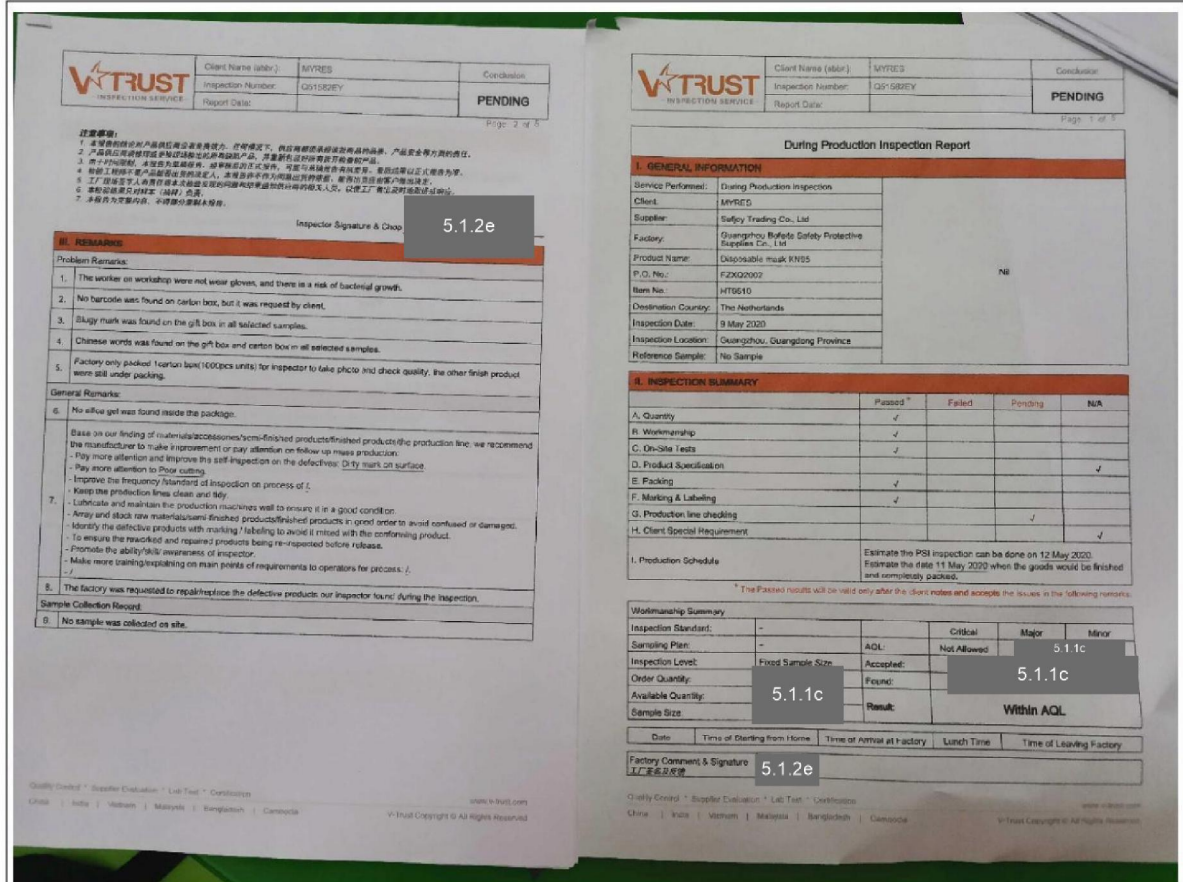 V-TRUST
INSPECTION SERVICE
Client Name (abbr.): MYRES
Inspection Number: Q51582EY
Report Date:
Conclusion
PENDING
Page 2 of 5
注意事项:
Inspector Signature & Chop
5.1.2e
III. REMARKS
Problem Remarks:
1. The worker on workshop were not wear gloves, and there is a risk of bacterial growth.
2. No barcode was found on carton box, but it was request by client.
3. Blugy mark was found on the gift box in all selected samples.
4. Chinese words was found on the gift box and carton box in all selected samples.
5. Factory only packed 1carton box(1000pcs units) for inspector to take photo and check quality, the other finish product
were still under packing.
General Remarks:
6. No silica gel was found inside the package.
7. Base on our finding of materials/accessories/semi-finished products/finished products/the production line, we recommend
the manufacturer to make improvement or pay attention on follow up mass production:
- Pay more attention and improve the self-inspection on the defectives: Dirty mark on surface.
- Pay more attention to Poor cutting.
- Improve the frequency /standard of inspection on process of /.
- Keep the production lines clean and tidy.
- Lubricate and maintain the production machines well to ensure it in a good condition.
- Array and stock raw materials/semi-finished products/finished products in good order to avoid confused or damaged.
- Identify the defective products with marking / labeling to avoid it mixed with the conforming product.
- To ensure the reworked and repaired products being re-inspected before release.
- Promote the ability/skill/ awareness of inspector.
- Make more training/explaining on main points of requirements to operators for process: /.
- /
8. The factory was requested to repair/replace the defective products our inspector found during the inspection.
Sample Collection Record:
9. No sample was collected on site.
Quality Control * Supplier Evaluation * Lab Test * Certification
China | India | Vietnam | Malaysia | Bangladesh | Cambodia
www.v-trust.com
V-Trust Copyright © All Rights Reserved
V-TRUST
INSPECTION SERVICE
Client Name (abbr.): MYRES
Inspection Number: Q51582EY
Report Date:
Conclusion
PENDING
Page 1 of 5
During Production Inspection Report
I. GENERAL INFORMATION
Service Performed: During Production Inspection
Client: MYRES
Supplier: Sofjoy Trading Co., Ltd
Factory: Guangzhou Bofeite Safety Protective
Supplies Co., Ltd
Product Name: Disposable mask KN95
P.O. No.: FZXQ2002
Item No.: HT9510
Destination Country: The Netherlands
Inspection Date: 9 May 2020
Inspection Location: Guangzhou, Guangdong Province
Reference Sample: No Sample
Nil
II. INSPECTION SUMMARY
Passed * Failed Pending N/A
A. Quantity √
B. Workmanship √
C. On-Site Tests √
D. Product Specification √
E. Packing √
F. Marking & Labeling √
G. Production line checking √
H. Client Special Requirement √
I. Production Schedule
Estimate the PSI inspection can be done on 12 May 2020.
Estimate the date 11 May 2020 when the goods would be finished
and completely packed.
* The Passed results will be valid only after the client notes and accepts the issues in the following remarks.
Workmanship Summary
Inspection Standard: -
Sampling Plan: -
Inspection Level: Fixed Sample Size
Order Quantity:
Available Quantity:
Sample Size:
5.1.1c
Critical Major Minor
AQL: Not Allowed 5.1.1c
Accepted:
Found:
5.1.1c
Result: Within AQL
Date Time of Starting from Home Time of Arrival at Factory Lunch Time Time of Leaving Factory
Factory Comment & Signature
工厂签名及反馈
5.1.2e
Quality Control * Supplier Evaluation * Lab Test * Certification
China | India | Vietnam | Malaysia | Bangladesh | Cambodia
www.v-trust.com
V-Trust Copyright © All Rights Reserved